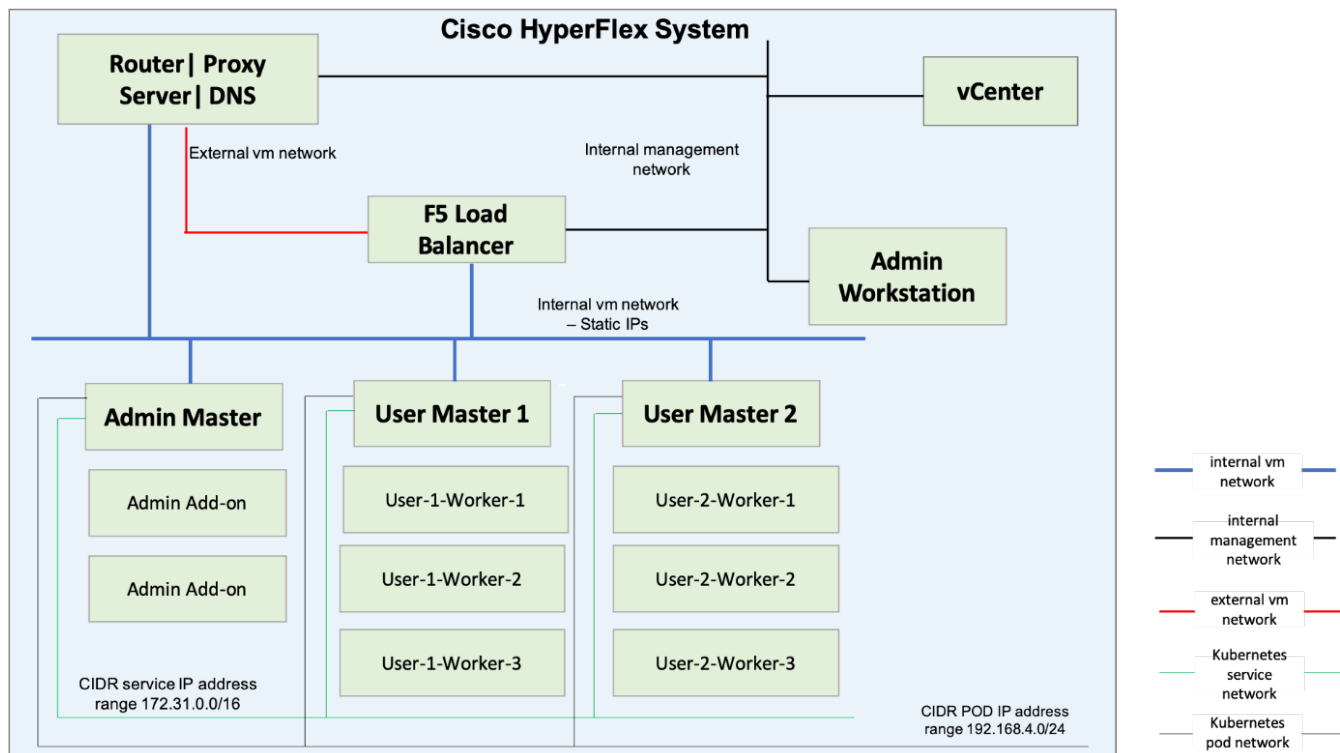 Cisco HyperFlex System
Router| Proxy
Server| DNS
vCenter
External vm network
Internal management
network
F5 Load
Balancer
Admin
Workstation
Internal vm network
– Static IPs
Admin Master
User Master 1
User Master 2
Admin Add-on
User-1-Worker-1
User-2-Worker-1
Admin Add-on
User-1-Worker-2
User-2-Worker-2
User-1-Worker-3
User-2-Worker-3
CIDR service IP address
range 172.31.0.0/16
CIDR POD IP address
range 192.168.4.0/24
internal vm
network
internal
management
network
external vm
network
Kubernetes
service
network
Kubernetes
pod network